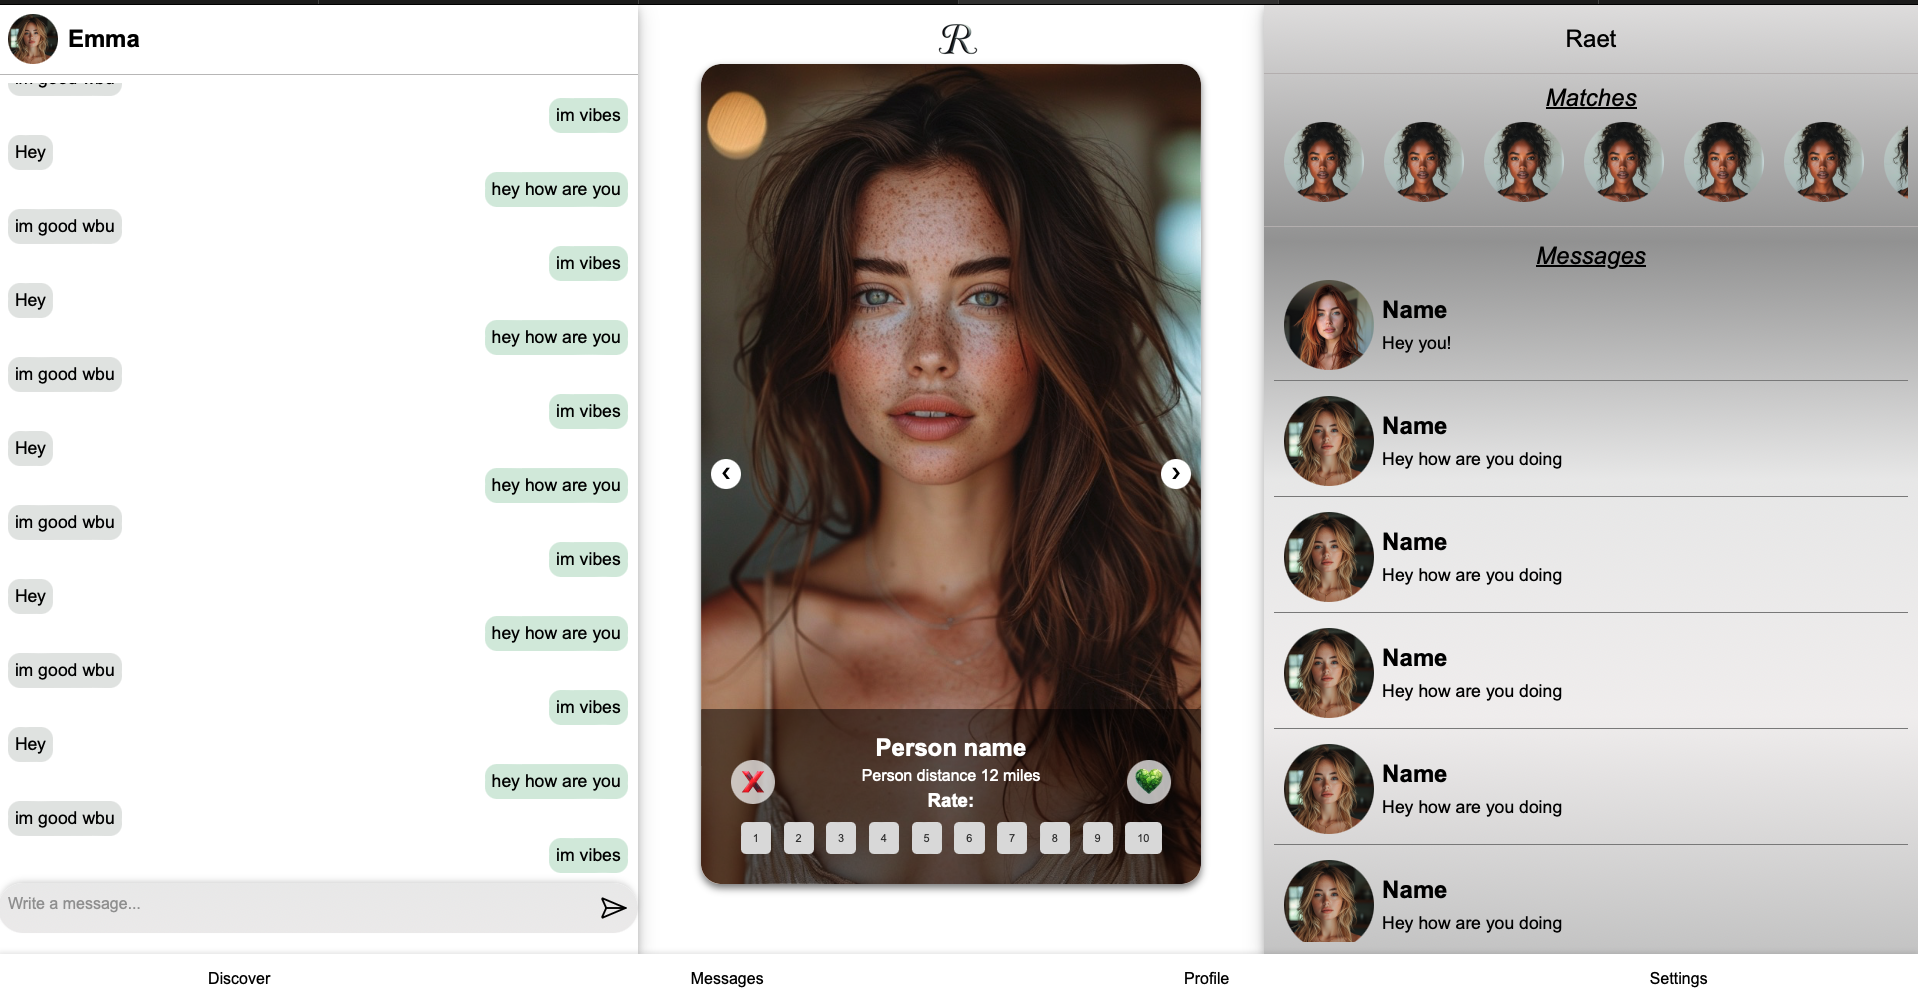 Emma
im good wbu
im vibes
Hey
hey how are you
im good wbu
im vibes
Hey
hey how are you
im good wbu
im vibes
Hey
hey how are you
im good wbu
im vibes
Hey
hey how are you
im good wbu
im vibes
Hey
hey how are you
im good wbu
im vibes
Write a message...
R
Person name
Person distance 12 miles
Rate:
1 2 3 4 5 6 7 8 9 10
Raet
Matches
Messages
Name
Hey you!
Name
Hey how are you doing
Name
Hey how are you doing
Name
Hey how are you doing
Name
Hey how are you doing
Name
Hey how are you doing
Discover Messages Profile Settings